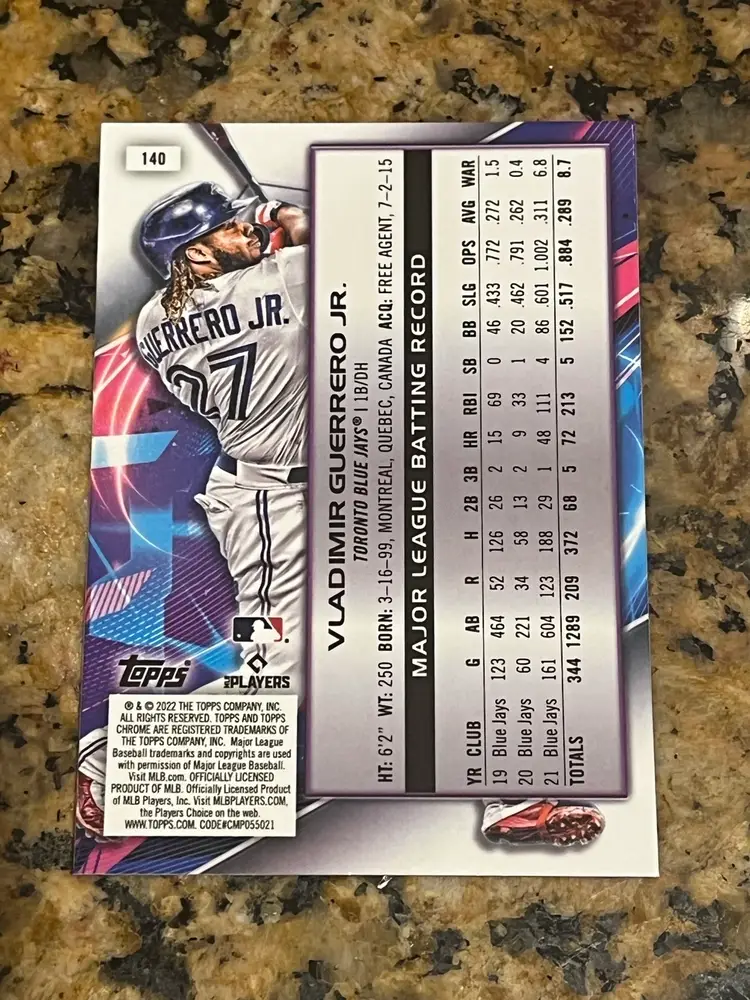 140
GUERRERO JR.
27
VLADIMIR GUERRERO JR.
TORONTO BLUE JAYS® | 1B/DH
HT: 6'2" WT: 250 BORN: 3-16-99, MONTREAL, QUEBEC, CANADA ACQ: FREE AGENT, 7-2-15
MAJOR LEAGUE BATTING RECORD
YR CLUB G AB R H 2B 3B HR RBI SB BB SLG OPS AVG WAR
19 Blue Jays 123 464 52 126 26 2 15 69 0 46 .433 .772 .272 1.5
20 Blue Jays 60 221 34 58 13 2 9 33 1 20 .462 .791 .262 0.4
21 Blue Jays 161 604 123 188 29 1 48 111 4 86 .601 1.002 .311 6.8
TOTALS 344 1289 209 372 68 5 72 213 5 152 .517 .884 .289 8.7
topps
MLB PLAYERS
® & © 2022 THE TOPPS COMPANY, INC.
ALL RIGHTS RESERVED. TOPPS AND TOPPS
CHROME ARE REGISTERED TRADEMARKS OF
THE TOPPS COMPANY, INC. Major League
Baseball trademarks and copyrights are used
with permission of Major League Baseball.
Visit MLB.com. OFFICIALLY LICENSED
PRODUCT OF MLB. Officially Licensed Product
of MLB Players, Inc. Visit MLBPLAYERS.COM,
the Players Choice on the web.
WWW.TOPPS.COM. CODE#CMP055021